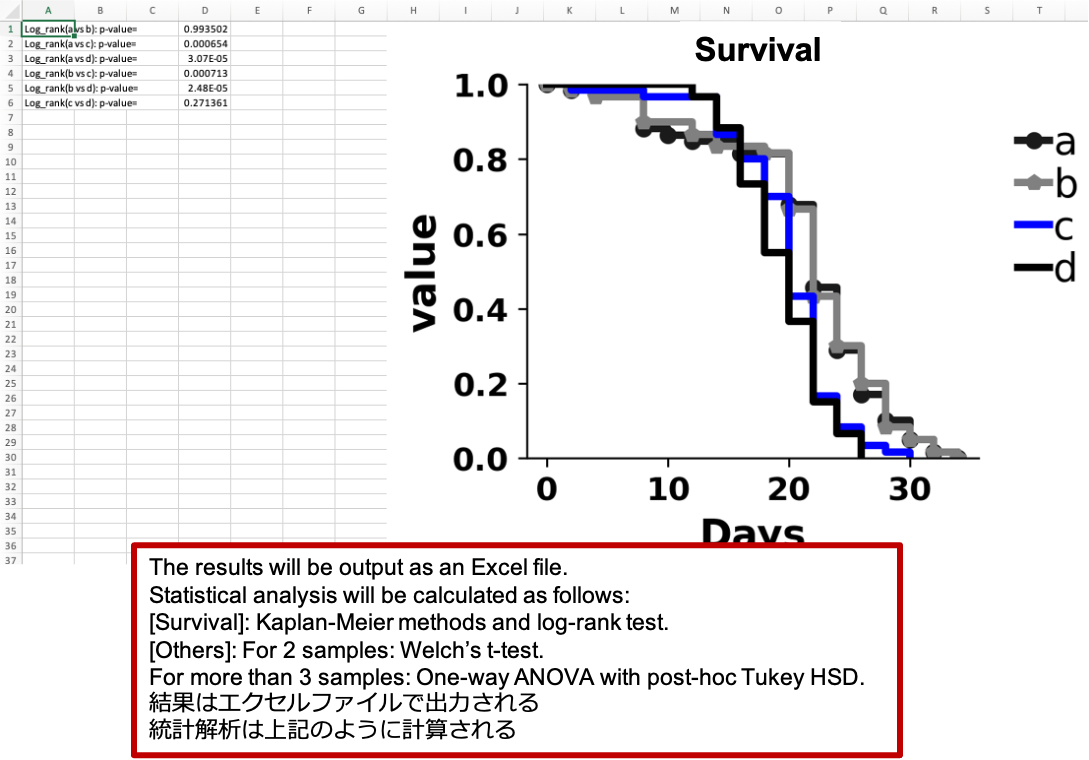 A B C D E F G H I J K L M N O P Q R S T
1 Log_rank(a vs b): p-value= 0.993502
2 Log_rank(a vs c): p-value= 0.000654
3 Log_rank(a vs d): p-value= 3.07E-05
4 Log_rank(b vs c): p-value= 0.000713
5 Log_rank(b vs d): p-value= 2.48E-05
6 Log_rank(c vs d): p-value= 0.271361
7
8
9
10
11
12
13
14
15
16
17
18
19
20
21
22
23
24
25
26
27
28
29
30
31
32
33
34
35
36
37
Survival
value
1.0
0.8
0.6
0.4
0.2
0.0
0 10 20 30
Days
a
b
c
d
The results will be output as an Excel file.
Statistical analysis will be calculated as follows:
[Survival]: Kaplan-Meier methods and log-rank test.
[Others]: For 2 samples: Welch’s t-test.
For more than 3 samples: One-way ANOVA with post-hoc Tukey HSD.
結果はエクセルファイルで出力される
統計解析は上記のように計算される